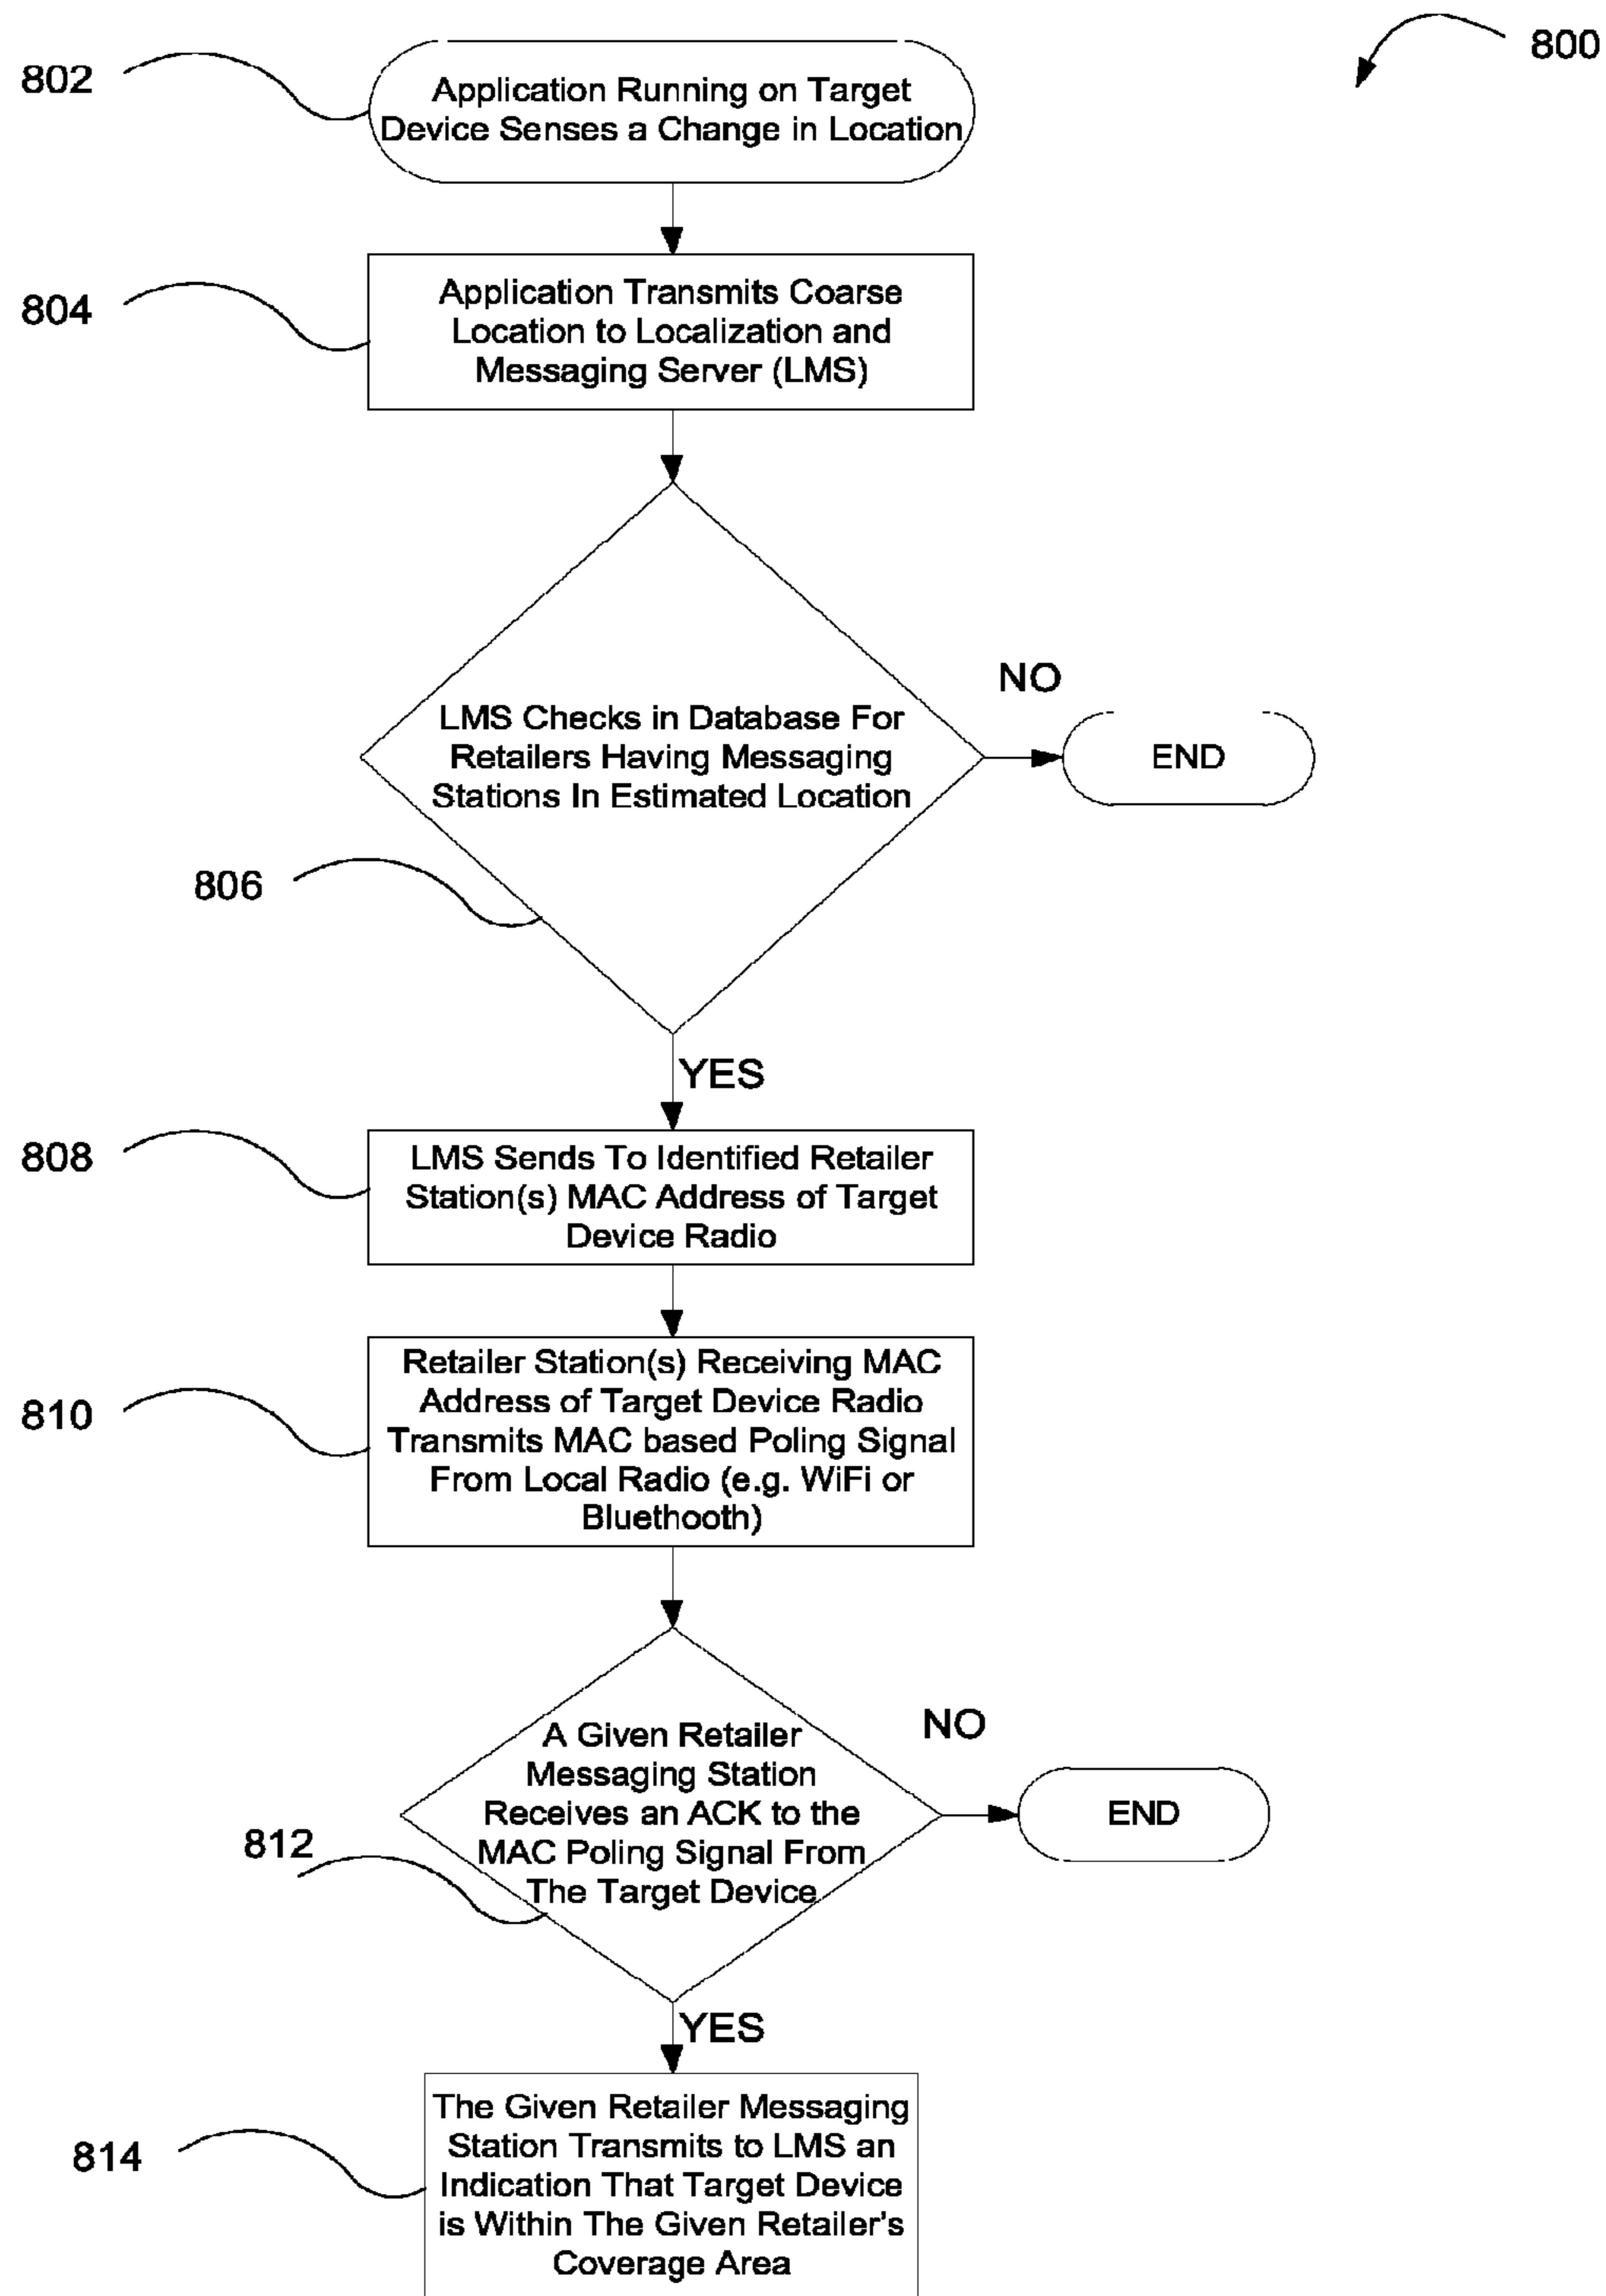 800
802
Application Running on Target
Device Senses a Change in Location
804
Application Transmits Coarse
Location to Localization and
Messaging Server (LMS)
LMS Checks in Database For
Retailers Having Messaging
Stations In Estimated Location
NO
END
806
YES
808
LMS Sends To Identified Retailer
Station(s) MAC Address of Target
Device Radio
810
Retailer Station(s) Receiving MAC
Address of Target Device Radio
Transmits MAC based Poling Signal
From Local Radio (e.g. WiFi or
Bluethooth)
A Given Retailer
Messaging Station
Receives an ACK to the
MAC Poling Signal From
The Target Device
NO
END
812
YES
814
The Given Retailer Messaging
Station Transmits to LMS an
Indication That Target Device
is Within The Given Retailer's
Coverage Area